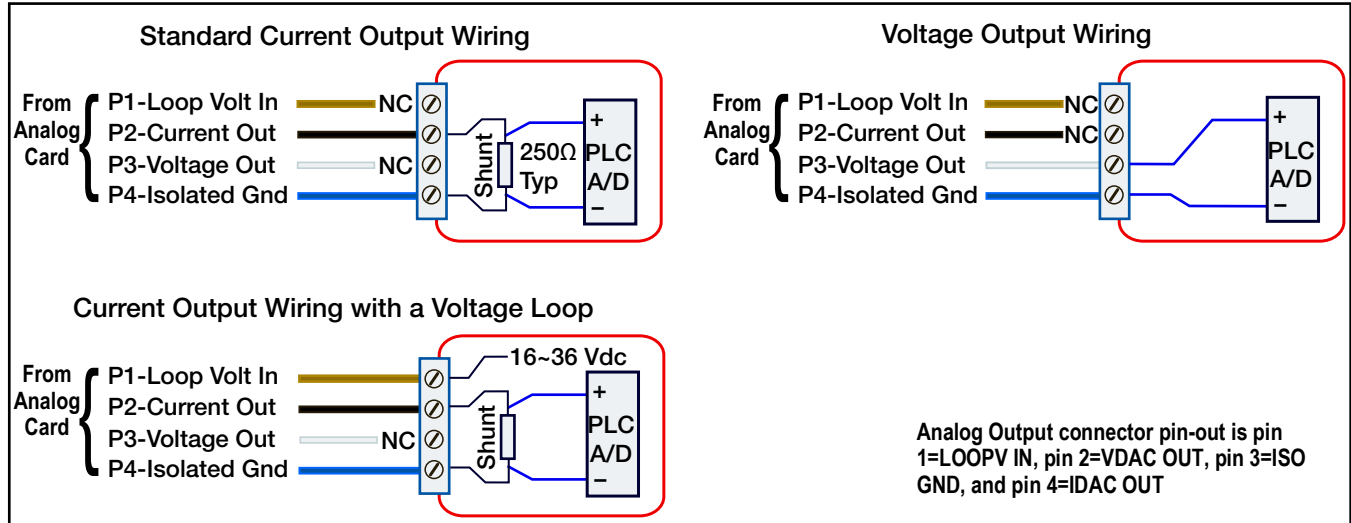 Standard Current Output Wiring
From
Analog
Card
P1-Loop Volt In
NC
P2-Current Out
P3-Voltage Out
NC
P4-Isolated Gnd
Shunt
250Ω
Typ
+
PLC
A/D
−
Voltage Output Wiring
From
Analog
Card
P1-Loop Volt In
NC
P2-Current Out
NC
P3-Voltage Out
P4-Isolated Gnd
+
PLC
A/D
−
Current Output Wiring with a Voltage Loop
From
Analog
Card
P1-Loop Volt In
16~36 Vdc
P2-Current Out
P3-Voltage Out
NC
P4-Isolated Gnd
Shunt
+
PLC
A/D
−
Analog Output connector pin-out is pin
1=LOOPV IN, pin 2=VDAC OUT, pin 3=ISO
GND, and pin 4=IDAC OUT